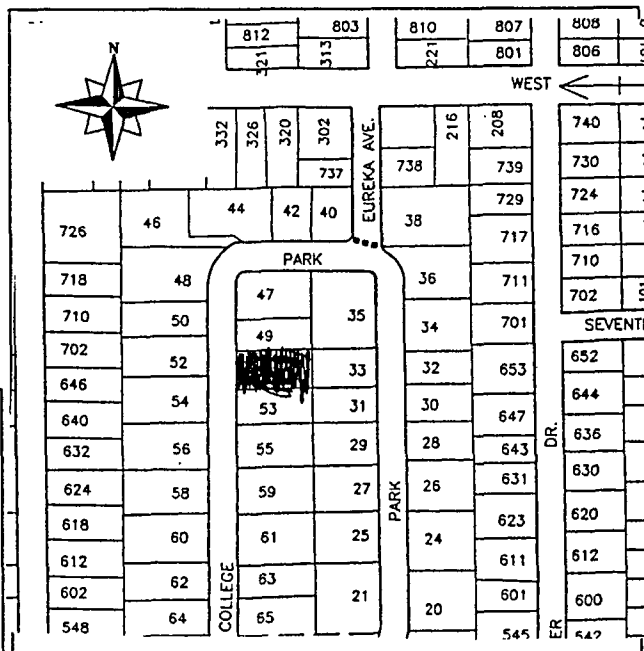 803 810 807 808
812
321 313 221 801 806
N
WEST
332 326 320 302 EUREKA AVE. 216 208 740
737 738 739 730
44 42 40 729 724
726 46 38 717 716
PARK 710
718 48 47 36 711 702
710 50 35 34 701 SEVENT
49
702 52 33 32 653 652
646 54 53 31 30 647 644
640 DR. 636
632 56 55 29 28 643 630
624 58 59 27 PARK 26 631
618 60 61 25 24 623 620
612 611 612
602 62 COLLEGE 63 21 20 601 600
548 64 65 545 ER 542